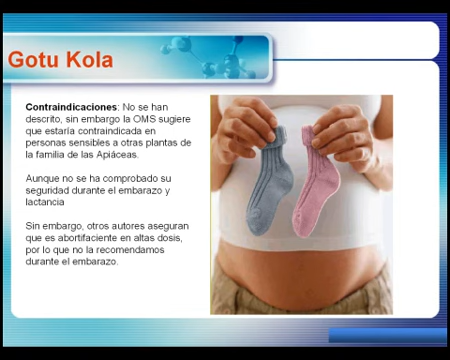 Gotu Kola
Contraindicaciones: No se han
descrito, sin embargo la OMS sugiere
que estaría contraindicada en
personas sensibles a otras plantas de
la familia de las Apiáceas.
Aunque no se ha comprobado su
seguridad durante el embarazo y
lactancia
Sin embargo, otros autores aseguran
que es abortifaciente en altas dosis,
por lo que no la recomendamos
durante el embarazo.